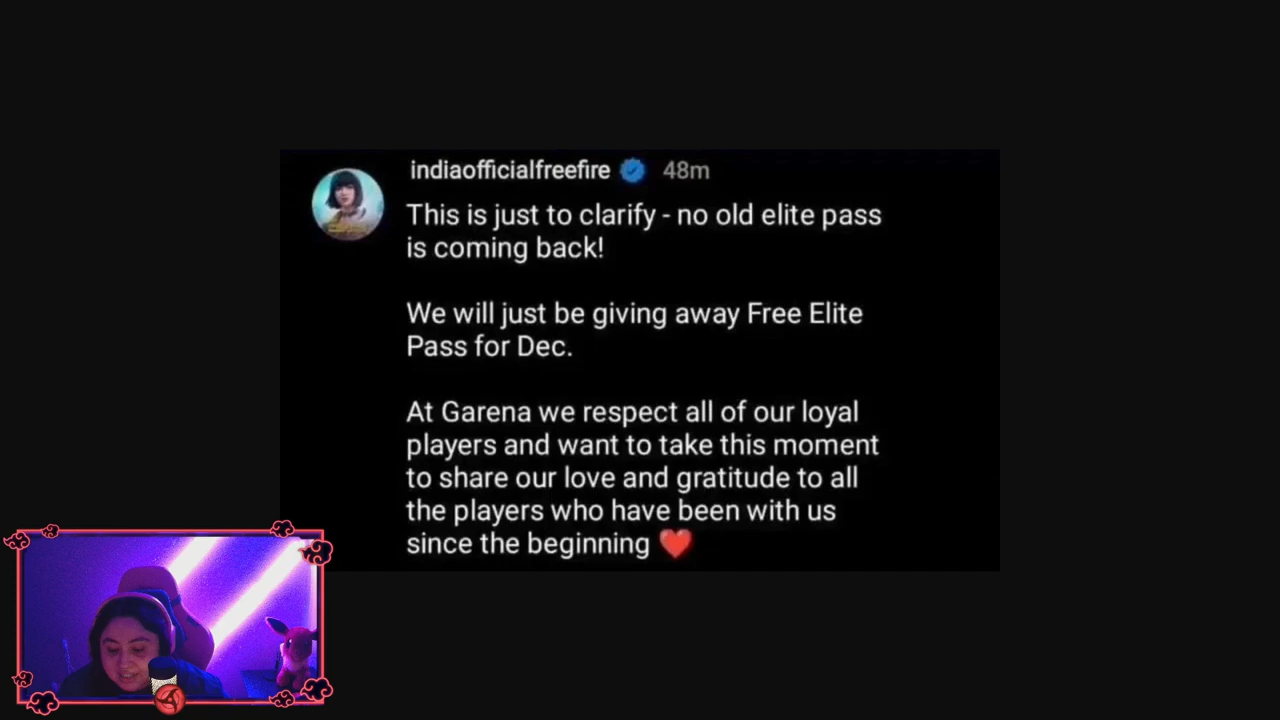 indiaofficialfreefire 48m
This is just to clarify - no old elite pass
is coming back!
We will just be giving away Free Elite
Pass for Dec.
At Garena we respect all of our loyal
players and want to take this moment
to share our love and gratitude to all
the players who have been with us
since the beginning ❤️